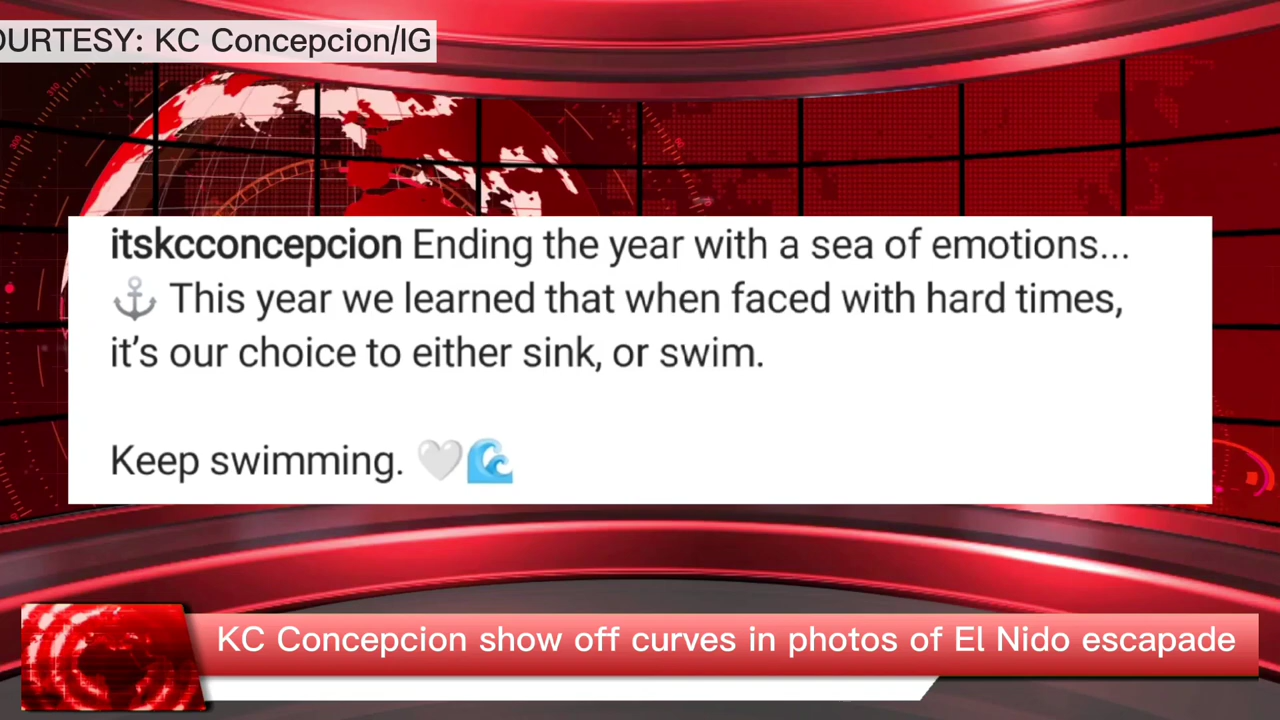 OURTESY: KC Concepcion/IG
itskcconcepcion Ending the year with a sea of emotions...
⚓ This year we learned that when faced with hard times,
it’s our choice to either sink, or swim.
Keep swimming. 🤍🌊
KC Concepcion show off curves in photos of El Nido escapade